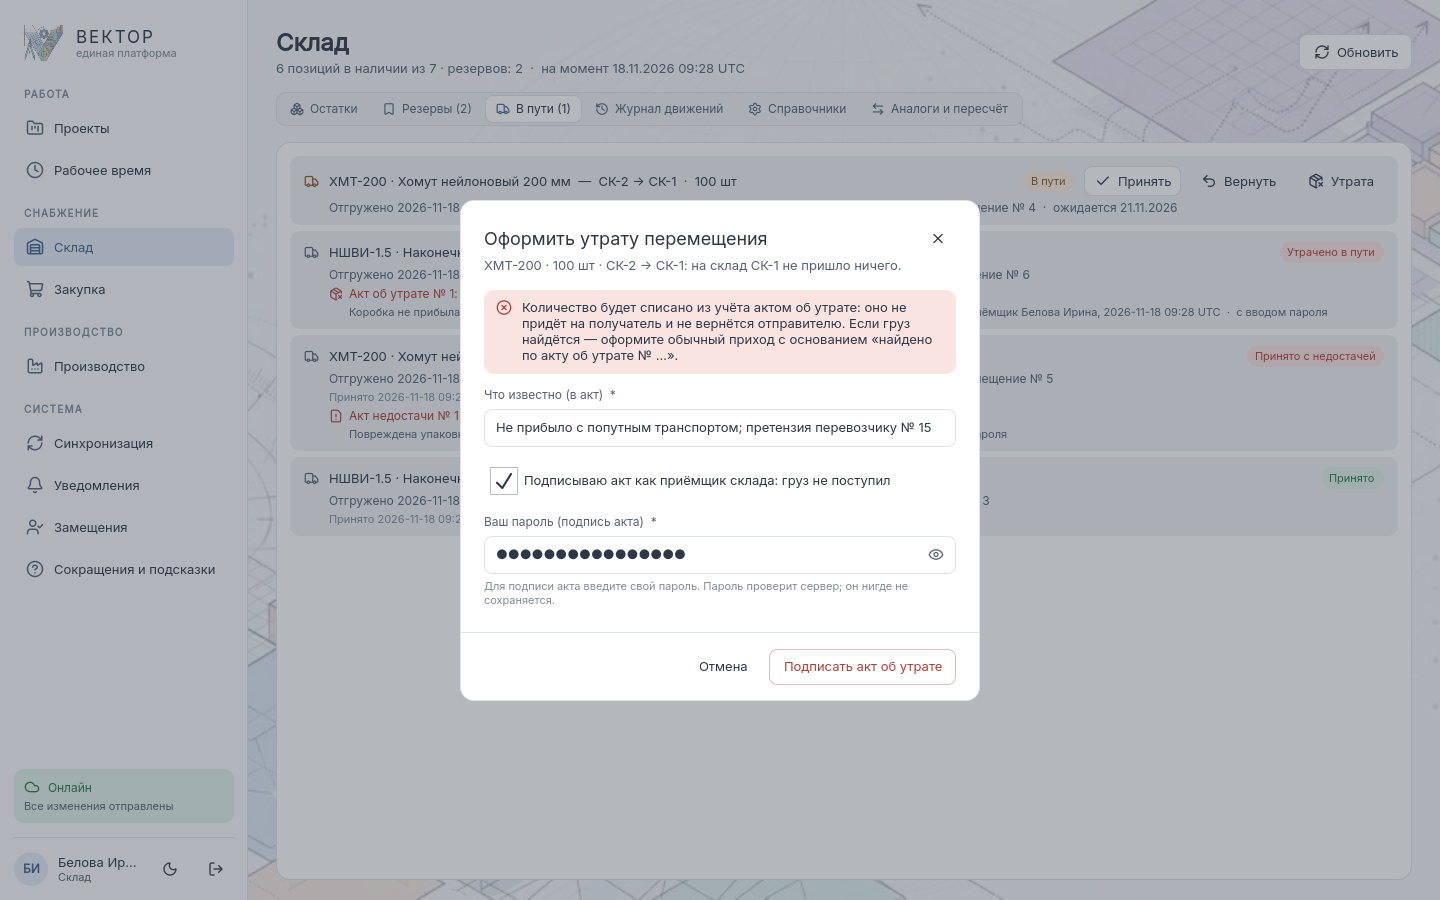 ВЕКТОР
единая платформа
РАБОТА
Проекты
Рабочее время
СНАБЖЕНИЕ
Склад
Закупка
ПРОИЗВОДСТВО
Производство
СИСТЕМА
Синхронизация
Уведомления
Замещения
Сокращения и подсказки
Онлайн
Все изменения отправлены
БИ
Белова Ир...
Склад
Склад
6 позиций в наличии из 7 · резервов: 2 · на момент 18.11.2026 09:28 UTC
Обновить
Остатки
Резервы (2)
В пути (1)
Журнал движений
Справочники
Аналоги и пересчёт
ХМТ-200 · Хомут нейлоновый 200 мм — СК-2 → СК-1 · 100 шт
В пути
Принять
Вернуть
Утрата
Отгружено 2026-11-18
ение № 4 · ожидается 21.11.2026
НШВИ-1.5 · Наконеч
Утрачено в пути
Отгружено 2026-11-18
ение № 6
Акт об утрате № 1:
Коробка не прибыла
ёмщик Белова Ирина, 2026-11-18 09:28 UTC · с вводом пароля
ХМТ-200 · Хомут ней
Принято с недостачей
Отгружено 2026-11-18
ещение № 5
Принято 2026-11-18 09:2
Акт недостачи № 1
Повреждена упаков
ароля
НШВИ-1.5 · Наконеч
Принято
Отгружено 2026-11-18
3
Принято 2026-11-18 09:2
Оформить утрату перемещения
ХМТ-200 · 100 шт · СК-2 → СК-1: на склад СК-1 не пришло ничего.
Количество будет списано из учёта актом об утрате: оно не
придёт на получатель и не вернётся отправителю. Если груз
найдётся — оформите обычный приход с основанием «найдено
по акту об утрате № ...».
Что известно (в акт) *
Не прибыло с попутным транспортом; претензия перевозчику № 15
Подписываю акт как приёмщик склада: груз не поступил
Ваш пароль (подпись акта) *
●●●●●●●●●●●●●●●●
Для подписи акта введите свой пароль. Пароль проверит сервер; он нигде не
сохраняется.
Отмена
Подписать акт об утрате